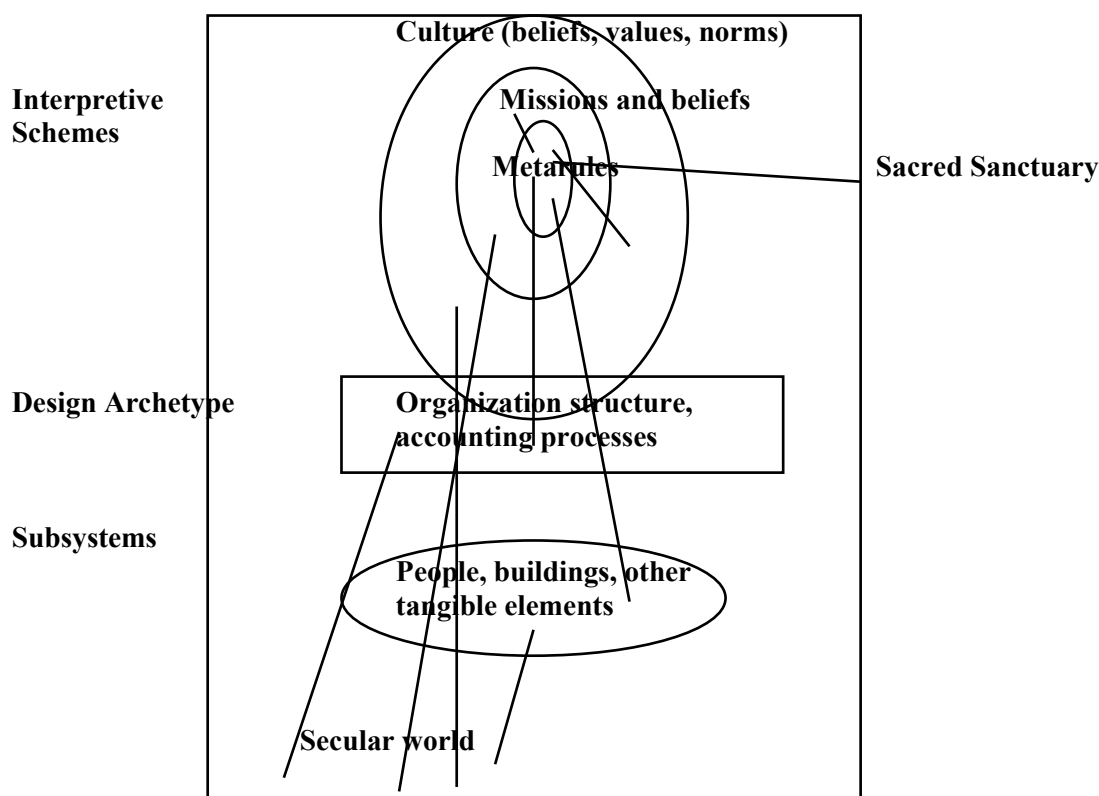 Culture (beliefs, values, norms)
Interpretive
Schemes
Missions and beliefs
Metarules
Sacred Sanctuary
Design Archetype
Organization structure,
accounting processes
Subsystems
People, buildings, other
tangible elements
Secular world